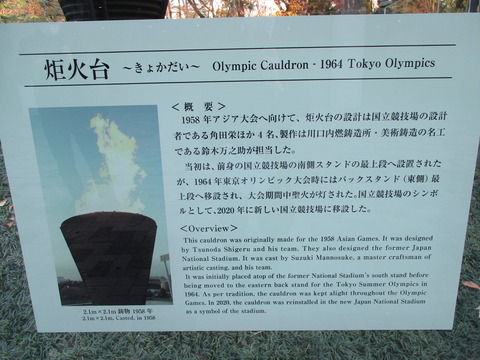 炬火台 ～きょかだい～ Olympic Cauldron - 1964 Tokyo Olympics
＜概 要＞
1958年アジア大会へ向けて、炬火台の設計は国立競技場の設計
者である角田栄ほか4名、製作は川口内燃鋳造所・美術鋳造の名工
である鈴木万之助が担当した。
当初は、前身の国立競技場の南側スタンドの最上段へ設置された
が、1964年東京オリンピック大会時にはバックスタンド（東側）最
上段へ移設され、大会期間中聖火が灯された。国立競技場のシンボ
ルとして、2020年に新しい国立競技場に移設した。
＜Overview＞
This cauldron was originally made for the 1958 Asian Games. It was designed
by Tsunoda Shigeru and his team. They also designed the former Japan
National Stadium. It was cast by Suzuki Mannosuke, a master craftsman of
artistic casting, and his team.
It was initially placed atop of the former National Stadium's south stand before
being moved to the eastern back stand for the Tokyo Summer Olympics in
1964. As per tradition, the cauldron was kept alight throughout the Olympic
Games. In 2020, the cauldron was reinstalled in the new Japan National Stadium
as a symbol of the stadium.
2.1m×2.1m 鋳物 1958年
2.1m×2.1m, Casted, in 1958